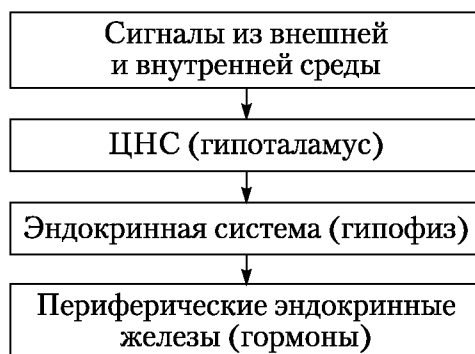 Сигналы из внешней
и внутренней среды
ЦНС (гипоталамус)
Эндокринная система (гипофиз)
Периферические эндокринные
железы (гормоны)